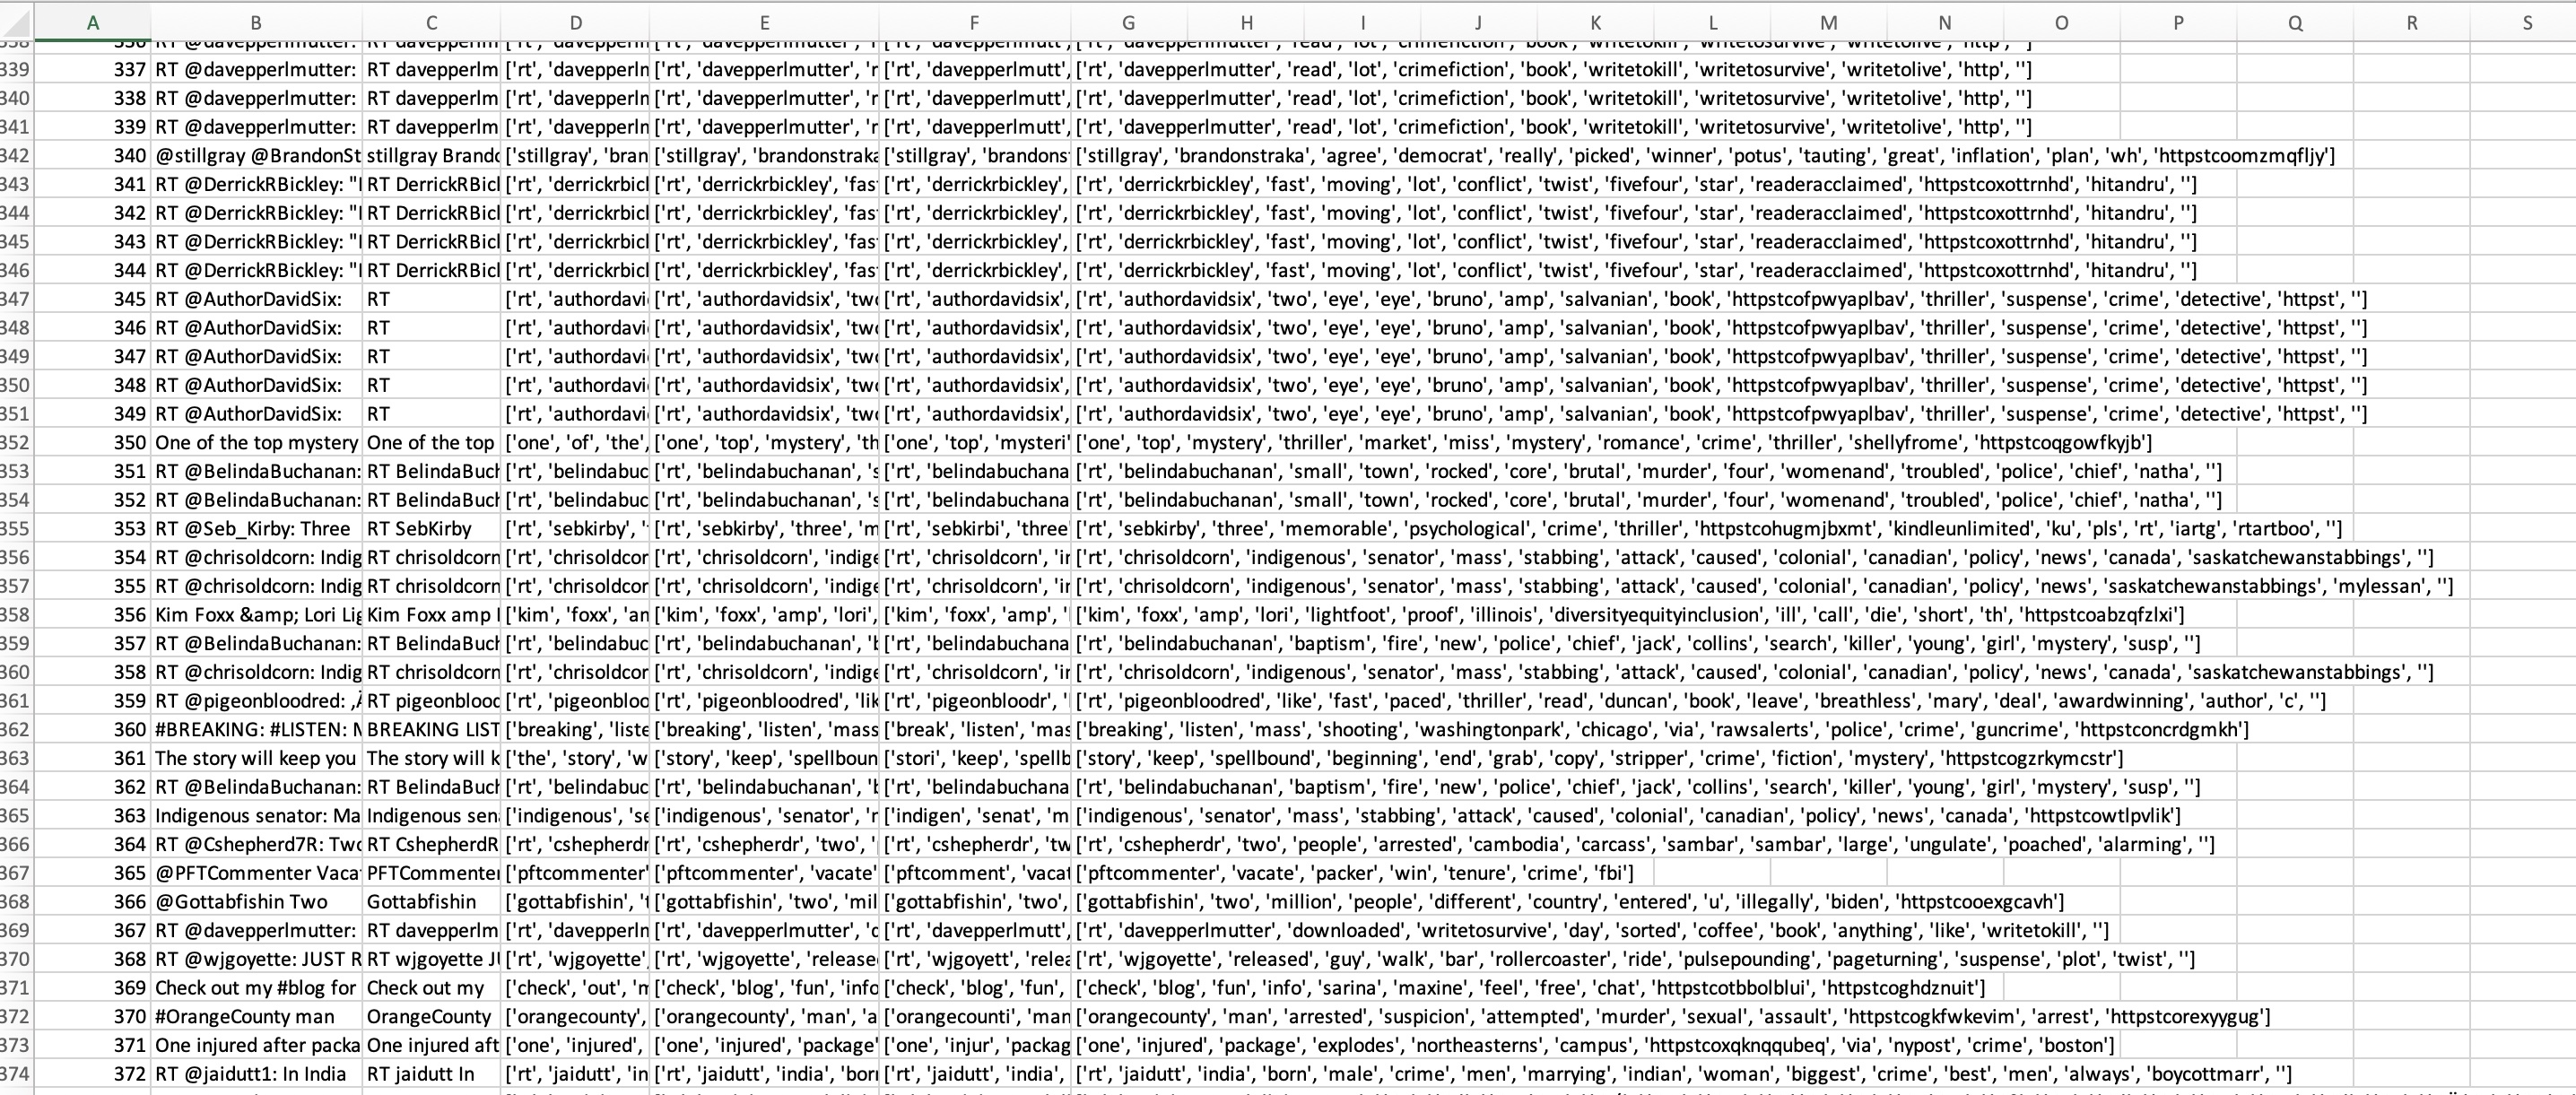 A B C D E F G H I J K L M N O P Q R S
339 337 RT @davepperlmutter: RT davepperlm ['rt', 'davepperln ['rt', 'davepperlmutter', 'r ['rt', 'davepperlmutt', ['rt', 'davepperlmutter', 'read', 'lot', 'crimefiction', 'book', 'writetokill', 'writetosurvive', 'writetolive', 'http', '']
340 338 RT @davepperlmutter: RT davepperlm ['rt', 'davepperln ['rt', 'davepperlmutter', 'r ['rt', 'davepperlmutt', ['rt', 'davepperlmutter', 'read', 'lot', 'crimefiction', 'book', 'writetokill', 'writetosurvive', 'writetolive', 'http', '']
341 339 RT @davepperlmutter: RT davepperlm ['rt', 'davepperln ['rt', 'davepperlmutter', 'r ['rt', 'davepperlmutt', ['rt', 'davepperlmutter', 'read', 'lot', 'crimefiction', 'book', 'writetokill', 'writetosurvive', 'writetolive', 'http', '']
342 340 @stillgray @BrandonSt stillgray Brando ['stillgray', 'bran ['stillgray', 'brandonstraka ['stillgray', 'brandons ['stillgray', 'brandonstraka', 'agree', 'democrat', 'really', 'picked', 'winner', 'potus', 'tauting', 'great', 'inflation', 'plan', 'wh', 'httpstcoomzmqfljy']
343 341 RT @DerrickRBickley: " RT DerrickRBicl ['rt', 'derrickrbicl ['rt', 'derrickrbickley', 'fas ['rt', 'derrickrbickley', ['rt', 'derrickrbickley', 'fast', 'moving', 'lot', 'conflict', 'twist', 'fivefour', 'star', 'readeracclaimed', 'httpstcoxottrnhd', 'hitandru', '']
344 342 RT @DerrickRBickley: " RT DerrickRBicl ['rt', 'derrickrbicl ['rt', 'derrickrbickley', 'fas ['rt', 'derrickrbickley', ['rt', 'derrickrbickley', 'fast', 'moving', 'lot', 'conflict', 'twist', 'fivefour', 'star', 'readeracclaimed', 'httpstcoxottrnhd', 'hitandru', '']
345 343 RT @DerrickRBickley: " RT DerrickRBicl ['rt', 'derrickrbicl ['rt', 'derrickrbickley', 'fas ['rt', 'derrickrbickley', ['rt', 'derrickrbickley', 'fast', 'moving', 'lot', 'conflict', 'twist', 'fivefour', 'star', 'readeracclaimed', 'httpstcoxottrnhd', 'hitandru', '']
346 344 RT @DerrickRBickley: " RT DerrickRBicl ['rt', 'derrickrbicl ['rt', 'derrickrbickley', 'fas ['rt', 'derrickrbickley', ['rt', 'derrickrbickley', 'fast', 'moving', 'lot', 'conflict', 'twist', 'fivefour', 'star', 'readeracclaimed', 'httpstcoxottrnhd', 'hitandru', '']
347 345 RT @AuthorDavidSix: RT ['rt', 'authordavi ['rt', 'authordavidsix', 'two ['rt', 'authordavidsix', ['rt', 'authordavidsix', 'two', 'eye', 'eye', 'bruno', 'amp', 'salvanian', 'book', 'httpstcofpwyaplbav', 'thriller', 'suspense', 'crime', 'detective', 'httpst', '']
348 346 RT @AuthorDavidSix: RT ['rt', 'authordavi ['rt', 'authordavidsix', 'two ['rt', 'authordavidsix', ['rt', 'authordavidsix', 'two', 'eye', 'eye', 'bruno', 'amp', 'salvanian', 'book', 'httpstcofpwyaplbav', 'thriller', 'suspense', 'crime', 'detective', 'httpst', '']
349 347 RT @AuthorDavidSix: RT ['rt', 'authordavi ['rt', 'authordavidsix', 'two ['rt', 'authordavidsix', ['rt', 'authordavidsix', 'two', 'eye', 'eye', 'bruno', 'amp', 'salvanian', 'book', 'httpstcofpwyaplbav', 'thriller', 'suspense', 'crime', 'detective', 'httpst', '']
350 348 RT @AuthorDavidSix: RT ['rt', 'authordavi ['rt', 'authordavidsix', 'two ['rt', 'authordavidsix', ['rt', 'authordavidsix', 'two', 'eye', 'eye', 'bruno', 'amp', 'salvanian', 'book', 'httpstcofpwyaplbav', 'thriller', 'suspense', 'crime', 'detective', 'httpst', '']
351 349 RT @AuthorDavidSix: RT ['rt', 'authordavi ['rt', 'authordavidsix', 'two ['rt', 'authordavidsix', ['rt', 'authordavidsix', 'two', 'eye', 'eye', 'bruno', 'amp', 'salvanian', 'book', 'httpstcofpwyaplbav', 'thriller', 'suspense', 'crime', 'detective', 'httpst', '']
352 350 One of the top mystery One of the top ['one', 'of', 'the', ['one', 'top', 'mystery', 'th ['one', 'top', 'mysteri' ['one', 'top', 'mystery', 'thriller', 'market', 'miss', 'mystery', 'romance', 'crime', 'thriller', 'shellyfrome', 'httpstcoqgowfkyjb']
353 351 RT @BelindaBuchanan: RT BelindaBuch ['rt', 'belindabuc ['rt', 'belindabuchanan', 's ['rt', 'belindabuchana ['rt', 'belindabuchanan', 'small', 'town', 'rocked', 'core', 'brutal', 'murder', 'four', 'womenand', 'troubled', 'police', 'chief', 'natha', '']
354 352 RT @BelindaBuchanan: RT BelindaBuch ['rt', 'belindabuc ['rt', 'belindabuchanan', 's ['rt', 'belindabuchana ['rt', 'belindabuchanan', 'small', 'town', 'rocked', 'core', 'brutal', 'murder', 'four', 'womenand', 'troubled', 'police', 'chief', 'natha', '']
355 353 RT @Seb_Kirby: Three RT SebKirby ['rt', 'sebkirby', ' ['rt', 'sebkirby', 'three', 'm ['rt', 'sebkirbi', 'three' ['rt', 'sebkirby', 'three', 'memorable', 'psychological', 'crime', 'thriller', 'httpstcohugmjbxmt', 'kindleunlimited', 'ku', 'pls', 'rt', 'iartg', 'rtartboo', '']
356 354 RT @chrisoldcorn: Indig RT chrisoldcorn ['rt', 'chrisoldcor ['rt', 'chrisoldcorn', 'indige ['rt', 'chrisoldcorn', 'ir ['rt', 'chrisoldcorn', 'indigenous', 'senator', 'mass', 'stabbing', 'attack', 'caused', 'colonial', 'canadian', 'policy', 'news', 'canada', 'saskatchewanstabbings', '']
357 355 RT @chrisoldcorn: Indig RT chrisoldcorn ['rt', 'chrisoldcor ['rt', 'chrisoldcorn', 'indige ['rt', 'chrisoldcorn', 'ir ['rt', 'chrisoldcorn', 'indigenous', 'senator', 'mass', 'stabbing', 'attack', 'caused', 'colonial', 'canadian', 'policy', 'news', 'saskatchewanstabbings', 'mylessan', '']
358 356 Kim Foxx &amp; Lori Lig Kim Foxx amp ['kim', 'foxx', 'an ['kim', 'foxx', 'amp', 'lori', ['kim', 'foxx', 'amp', ' ['kim', 'foxx', 'amp', 'lori', 'lightfoot', 'proof', 'illinois', 'diversityequityinclusion', 'ill', 'call', 'die', 'short', 'th', 'httpstcoabzqfzlxi']
359 357 RT @BelindaBuchanan: RT BelindaBuch ['rt', 'belindabuc ['rt', 'belindabuchanan', 'b ['rt', 'belindabuchana ['rt', 'belindabuchanan', 'baptism', 'fire', 'new', 'police', 'chief', 'jack', 'collins', 'search', 'killer', 'young', 'girl', 'mystery', 'susp', '']
360 358 RT @chrisoldcorn: Indig RT chrisoldcorn ['rt', 'chrisoldcor ['rt', 'chrisoldcorn', 'indige ['rt', 'chrisoldcorn', 'ir ['rt', 'chrisoldcorn', 'indigenous', 'senator', 'mass', 'stabbing', 'attack', 'caused', 'colonial', 'canadian', 'policy', 'news', 'canada', 'saskatchewanstabbings', '']
361 359 RT @pigeonbloodred: RT pigeonblood ['rt', 'pigeonbloo ['rt', 'pigeonbloodred', 'lik ['rt', 'pigeonbloodr', ' ['rt', 'pigeonbloodred', 'like', 'fast', 'paced', 'thriller', 'read', 'duncan', 'book', 'leave', 'breathless', 'mary', 'deal', 'awardwinning', 'author', 'c', '']
362 360 #BREAKING: #LISTEN: BREAKING LIST ['breaking', 'liste ['breaking', 'listen', 'mass ['break', 'listen', 'mas ['breaking', 'listen', 'mass', 'shooting', 'washingtonpark', 'chicago', 'via', 'rawsalerts', 'police', 'crime', 'guncrime', 'httpstconcrdgmkh']
363 361 The story will keep you The story will k ['the', 'story', 'w ['story', 'keep', 'spellboun ['stori', 'keep', 'spellb ['story', 'keep', 'spellbound', 'beginning', 'end', 'grab', 'copy', 'stripper', 'crime', 'fiction', 'mystery', 'httpstcogzrkymcstr']
364 362 RT @BelindaBuchanan: RT BelindaBuch ['rt', 'belindabuc ['rt', 'belindabuchanan', 'b ['rt', 'belindabuchana ['rt', 'belindabuchanan', 'baptism', 'fire', 'new', 'police', 'chief', 'jack', 'collins', 'search', 'killer', 'young', 'girl', 'mystery', 'susp', '']
365 363 Indigenous senator: Ma Indigenous sen ['indigenous', 'se ['indigenous', 'senator', 'r ['indigen', 'senat', 'm ['indigenous', 'senator', 'mass', 'stabbing', 'attack', 'caused', 'colonial', 'canadian', 'policy', 'news', 'canada', 'httpstcowtlpvlik']
366 364 RT @Cshepherd7R: Two RT CshepherdR ['rt', 'cshepherdr ['rt', 'cshepherdr', 'two', ['rt', 'cshepherdr', 'tw ['rt', 'cshepherdr', 'two', 'people', 'arrested', 'cambodia', 'carcass', 'sambar', 'sambar', 'large', 'ungulate', 'poached', 'alarming', '']
367 365 @PFTCommenter Vaca PFTCommenter ['pftcommenter' ['pftcommenter', 'vacate' ['pftcomment', 'vacat ['pftcommenter', 'vacate', 'packer', 'win', 'tenure', 'crime', 'fbi']
368 366 @Gottabfishin Two Gottabfishin ['gottabfishin', 't ['gottabfishin', 'two', 'mil ['gottabfishin', 'two', ['gottabfishin', 'two', 'million', 'people', 'different', 'country', 'entered', 'u', 'illegally', 'biden', 'httpstcooexgcavh']
369 367 RT @davepperlmutter: RT davepperlm ['rt', 'davepperln ['rt', 'davepperlmutter', 'd ['rt', 'davepperlmutt', ['rt', 'davepperlmutter', 'downloaded', 'writetosurvive', 'day', 'sorted', 'coffee', 'book', 'anything', 'like', 'writetokill', '']
370 368 RT @wjgoyette: JUST R RT wjgoyette JU ['rt', 'wjgoyette', ['rt', 'wjgoyette', 'release ['rt', 'wjgoyett', 'relea ['rt', 'wjgoyette', 'released', 'guy', 'walk', 'bar', 'rollercoaster', 'ride', 'pulsepounding', 'pageturning', 'suspense', 'plot', 'twist', '']
371 369 Check out my #blog for Check out my ['check', 'out', 'm ['check', 'blog', 'fun', 'info ['check', 'blog', 'fun', ['check', 'blog', 'fun', 'info', 'sarina', 'maxine', 'feel', 'free', 'chat', 'httpstcotbbolblui', 'httpstcoghdznuit']
372 370 #OrangeCounty man OrangeCounty ['orangecounty', ['orangecounty', 'man', 'a ['orangecounti', 'man ['orangecounty', 'man', 'arrested', 'suspicion', 'attempted', 'murder', 'sexual', 'assault', 'httpstcogkfwkevim', 'arrest', 'httpstcorexyygug']
373 371 One injured after packa One injured aft ['one', 'injured', ['one', 'injured', 'package' ['one', 'injur', 'packag ['one', 'injured', 'package', 'explodes', 'northeasterns', 'campus', 'httpstcoxqknqqubeq', 'via', 'nypost', 'crime', 'boston']
374 372 RT @jaidutt1: In India RT jaidutt In ['rt', 'jaidutt', 'in ['rt', 'jaidutt', 'india', 'born ['rt', 'jaidutt', 'india', ['rt', 'jaidutt', 'india', 'born', 'male', 'crime', 'men', 'marrying', 'indian', 'woman', 'biggest', 'crime', 'best', 'men', 'always', 'boycottmarr', '']